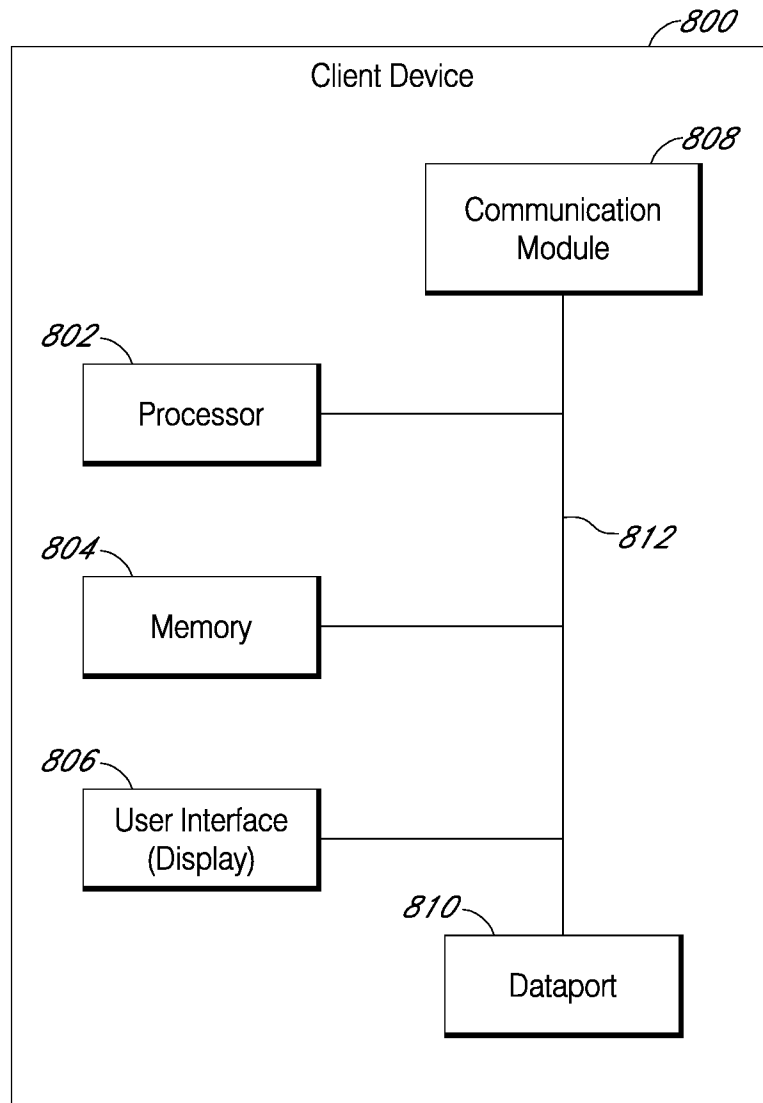 800
Client Device
808
Communication
Module
802
Processor
812
804
Memory
806
User Interface
(Display)
810
Dataport